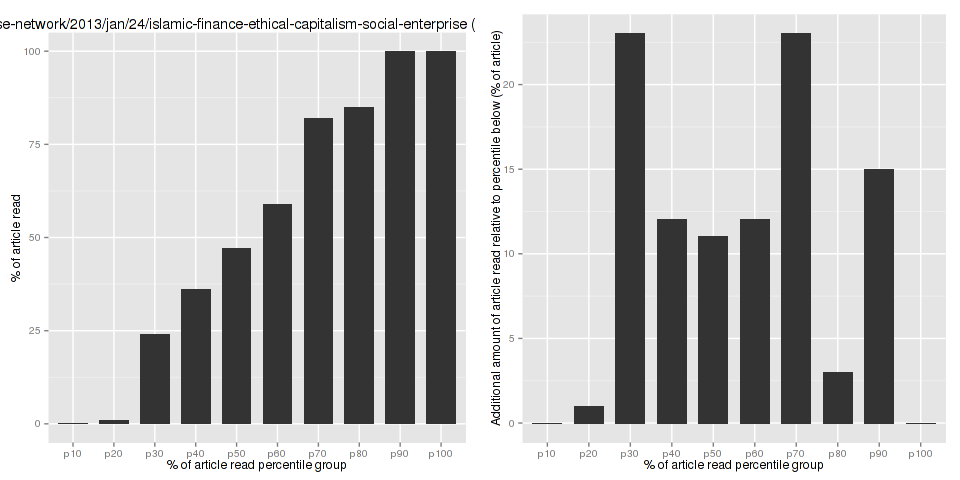 se-network/2013/jan/24/islamic-finance-ethical-capitalism-social-enterprise (
% of article read
100
75
50
25
0
p10 p20 p30 p40 p50 p60 p70 p80 p90 p100
% of article read percentile group
Additional amount of article read relative to percentile below (% of article)
20
15
10
5
0
p10 p20 p30 p40 p50 p60 p70 p80 p90 p100
% of article read percentile group